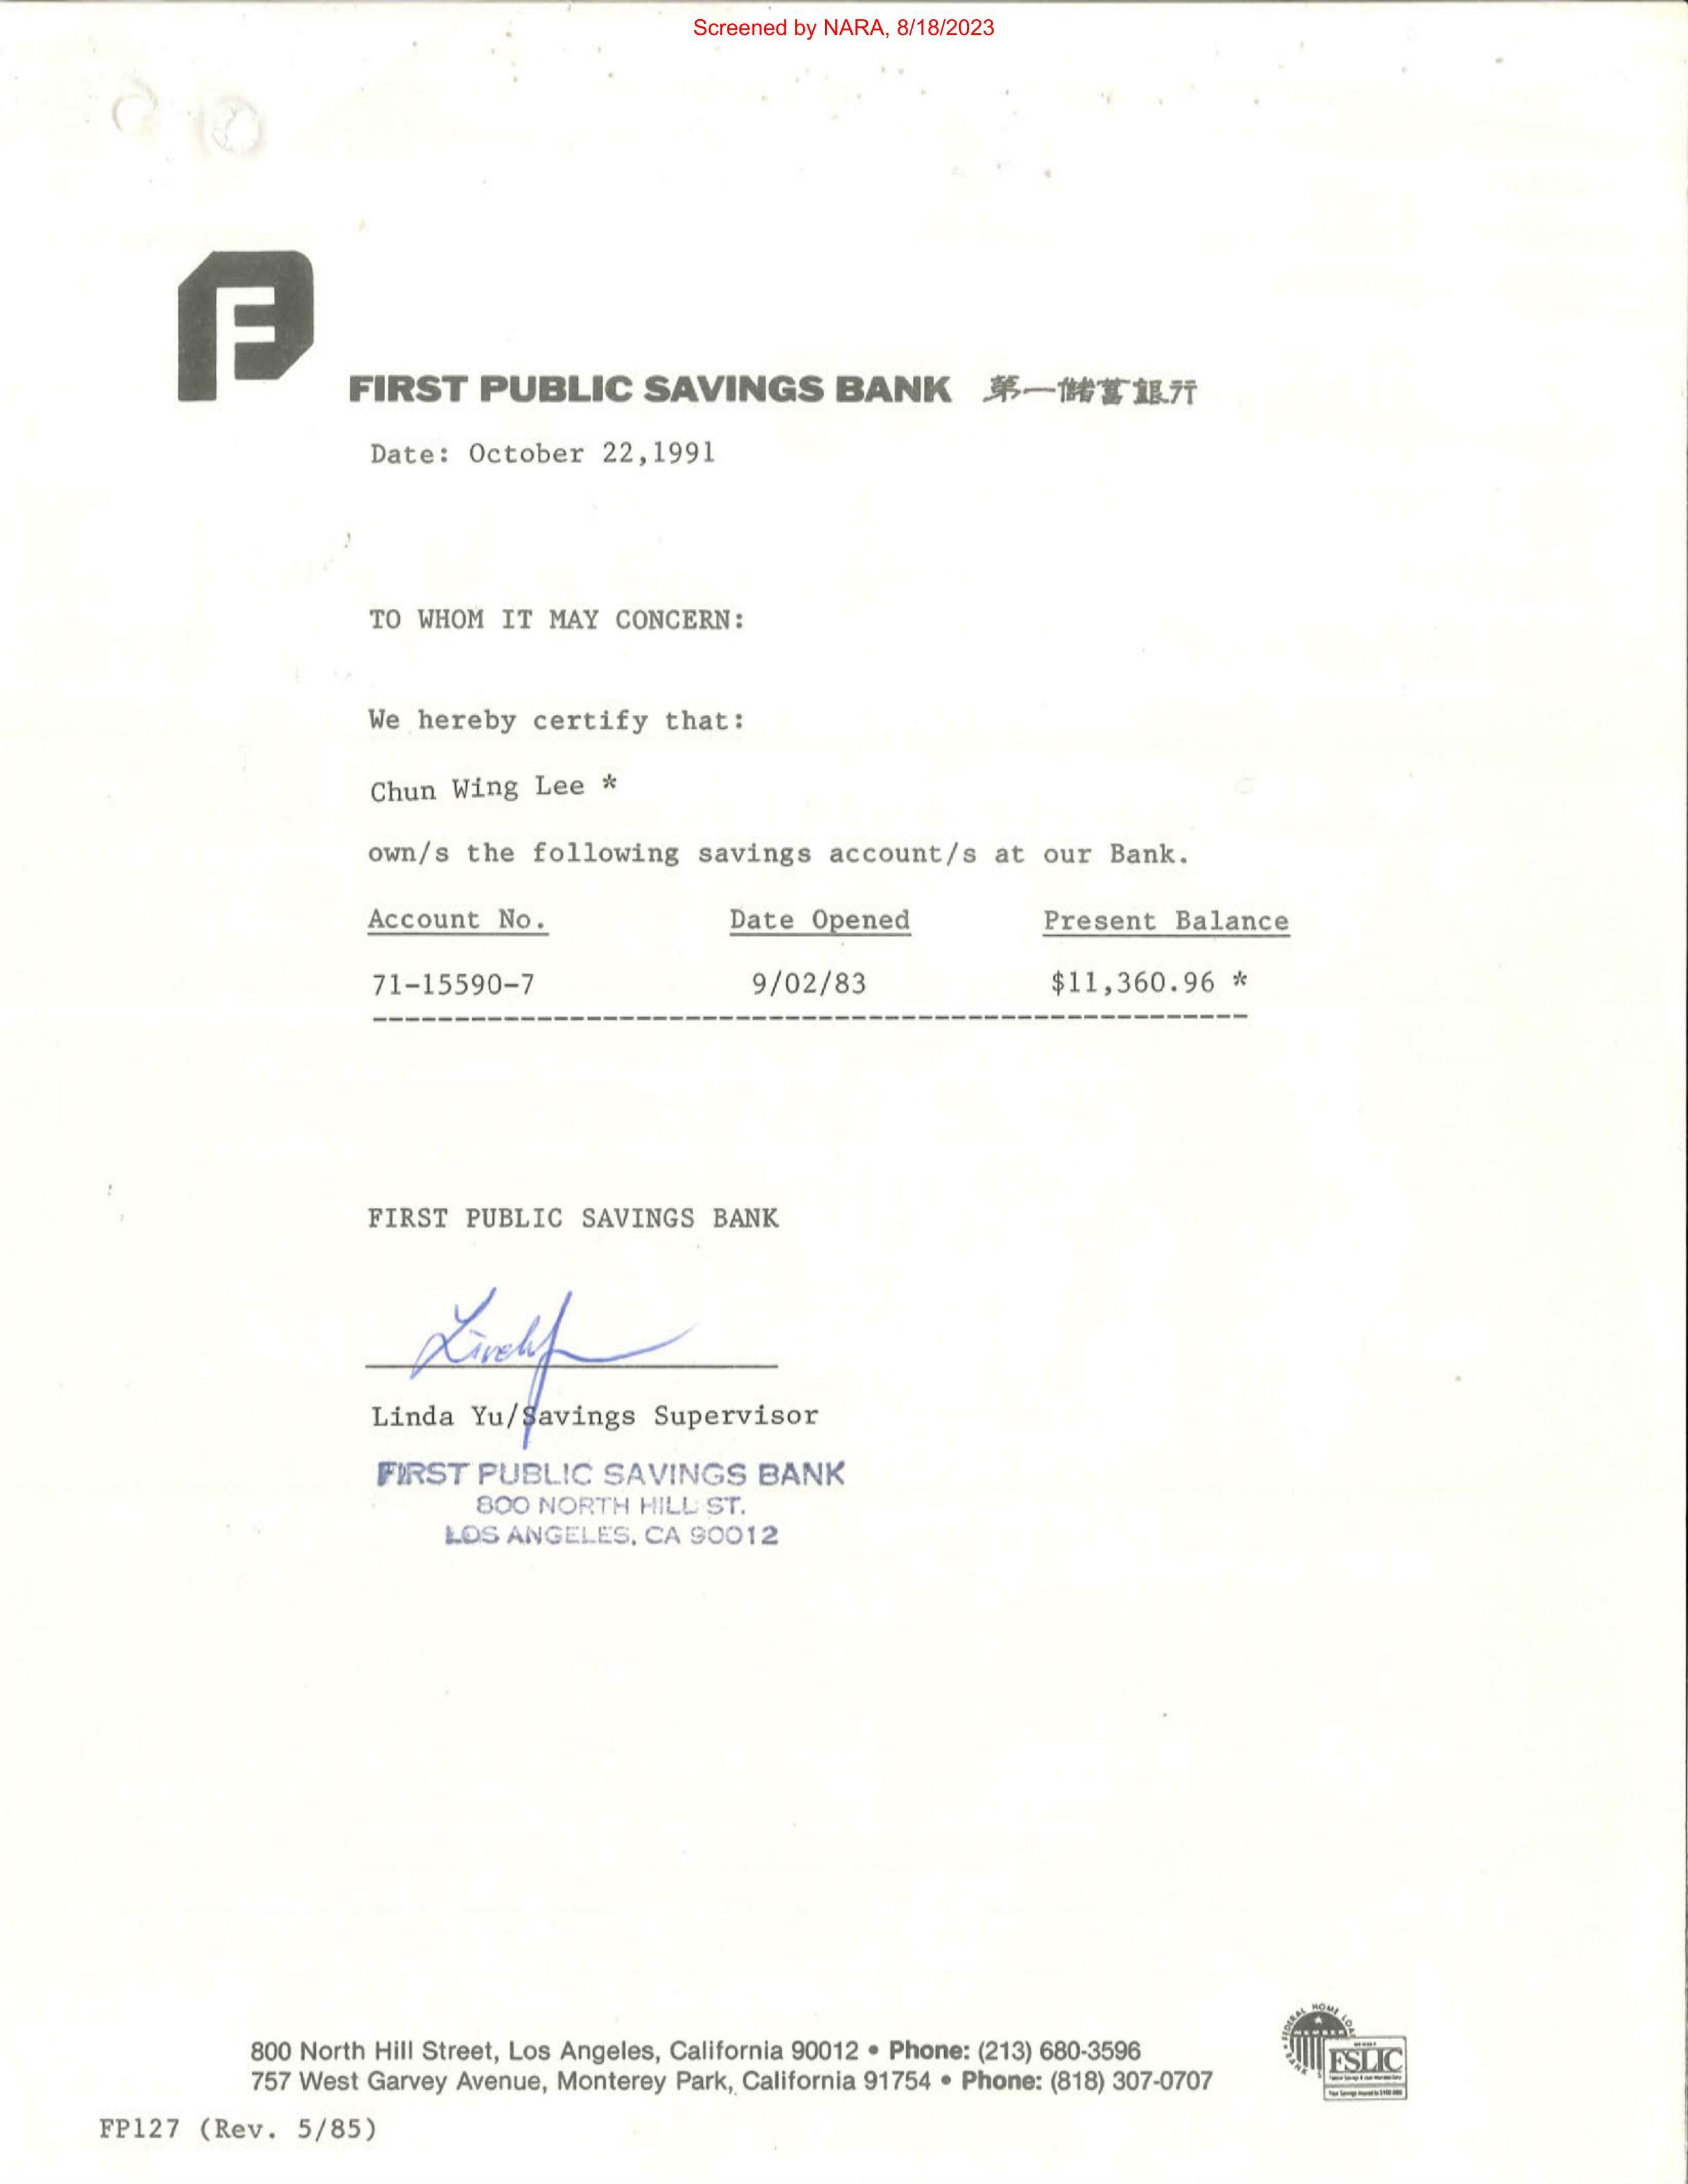 Screened by NARA, 8/18/2023
FIRST PUBLIC SAVINGS BANK 第一儲蓄銀行
Date: October 22,1991
TO WHOM IT MAY CONCERN:
We hereby certify that:
Chun Wing Lee *
own/s the following savings account/s at our Bank.
Account No. Date Opened Present Balance
71-15590-7 9/02/83 $11,360.96 *
------------------------------------------------------
FIRST PUBLIC SAVINGS BANK
Linda Yu/Savings Supervisor
FIRST PUBLIC SAVINGS BANK
800 NORTH HILL ST.
LOS ANGELES, CA 90012
800 North Hill Street, Los Angeles, California 90012 • Phone: (213) 680-3596
757 West Garvey Avenue, Monterey Park, California 91754 • Phone: (818) 307-0707
FEDERAL HOME LOAN BANK
MEMBER
FSLIC
FP127 (Rev. 5/85)